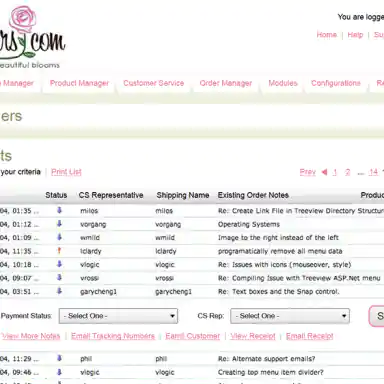 You are logge
rs.com
eautiful blooms
Home | Help | Su
Manager Product Manager Customer Service Order Manager Modules Configurations Re
ers
ts
your criteria | Print List Prev 1 2 ... 14
Status CS Representative Shipping Name Existing Order Notes Produc
04, 01:35 ... milos milos Re: Create Link File in Treeview Directory Structur
04, 01:12 ... vorgang vorgang Operating Systems
04, 01:09 ... wmild wmild Image to the right instead of the left
04, 11:35 ... lclardy lclardy programatically remove all menu data
04, 10:18 ... vlogic vlogic Re: Issues with icons (mouseover, style)
04, 09:07 ... vrossi vrossi Re: Compiling Issue with Treeview ASP.Net menu
04, 03:51 ... garycheng1 garycheng1 Re: Text boxes and the Snap control.
Payment Status: - Select One - CS Rep: - Select One - S
View More Notes | Email Tracking Numbers | Email Customer | View Receipt | Email Receipt
04, 11:29 ... phil phil Re: Alternate support emails?
04, 09:46 ... vlogic vlogic Creating top menu item divider?